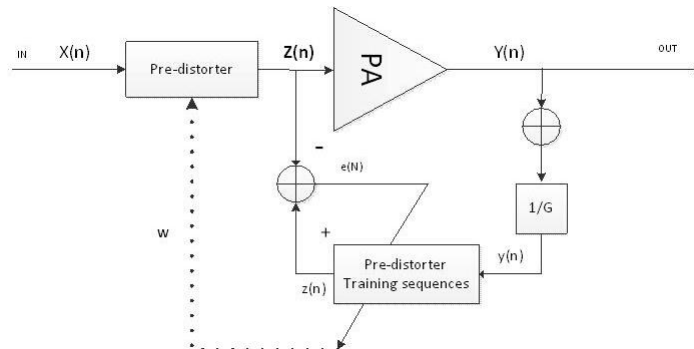 IN
X(n)
Pre-distorter
Z(n)
PA
Y(n)
OUT
-
e(N)
1/G
w
+
z(n)
Pre-distorter
Training sequences
y(n)